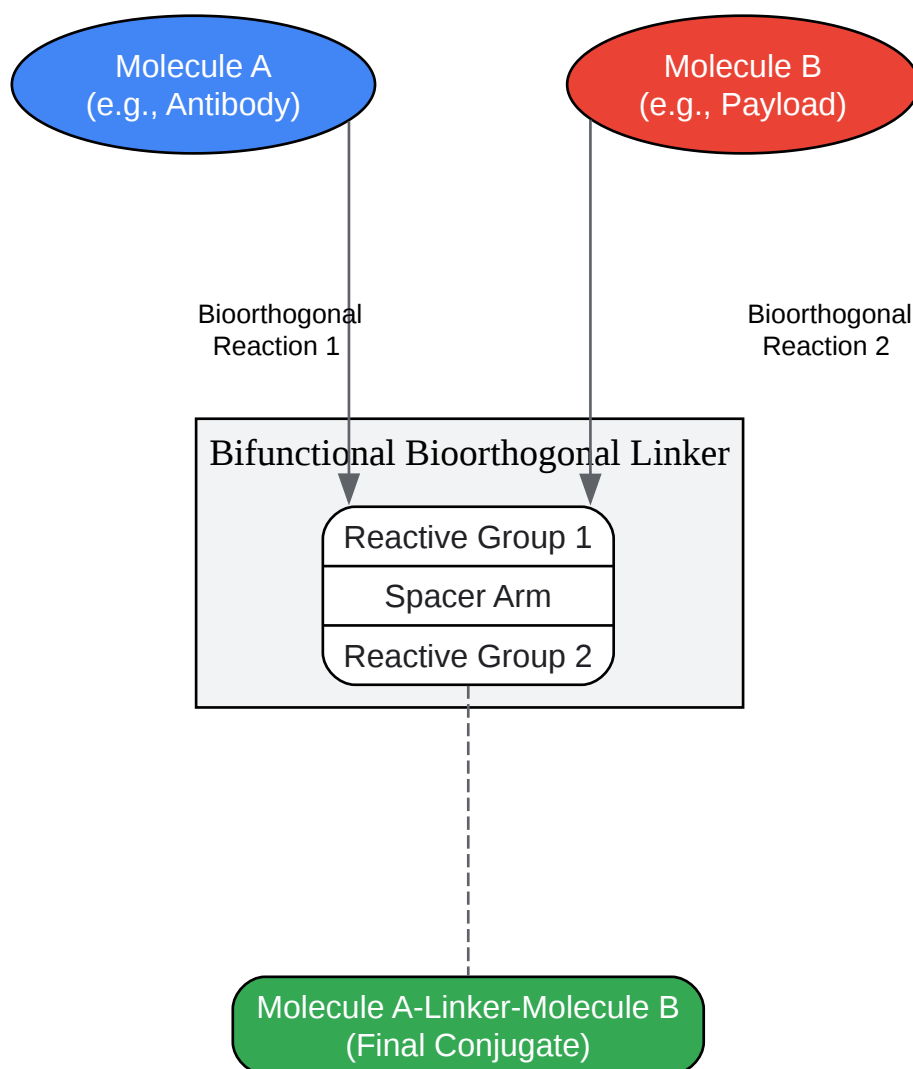 Molecule A
(e.g., Antibody)
Molecule B
(e.g., Payload)
Bioorthogonal
Reaction 1
Bioorthogonal
Reaction 2
Bifunctional Bioorthogonal Linker
Reactive Group 1
Spacer Arm
Reactive Group 2
Molecule A-Linker-Molecule B
(Final Conjugate)